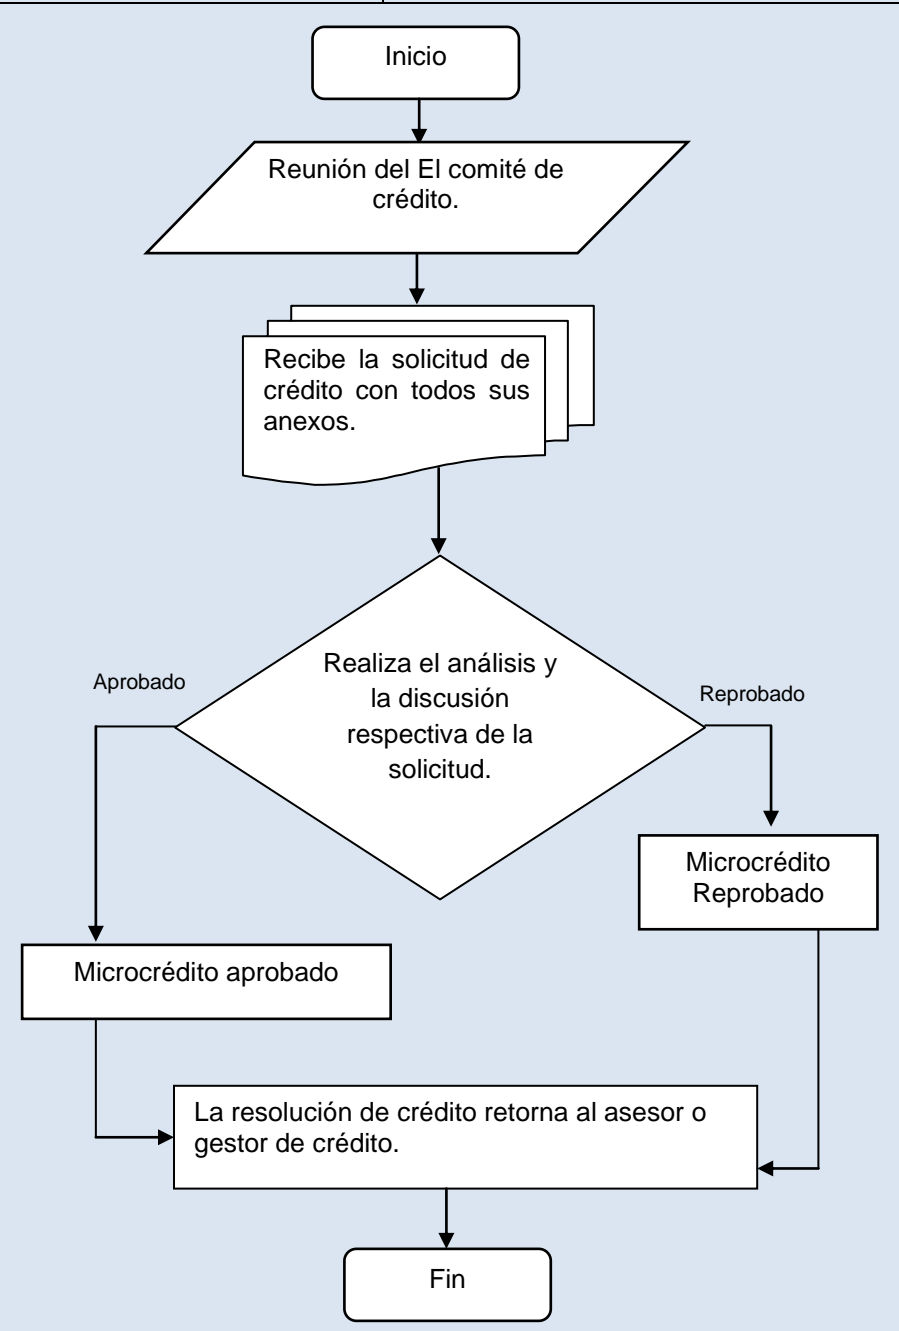 Inicio
Reunión del El comité de
crédito.
Recibe la solicitud de
crédito con todos sus
anexos.
Realiza el análisis y
la discusión
respectiva de la
solicitud.
Aprobado
Reprobado
Microcrédito
Reprobado
Microcrédito aprobado
La resolución de crédito retorna al asesor o
gestor de crédito.
Fin